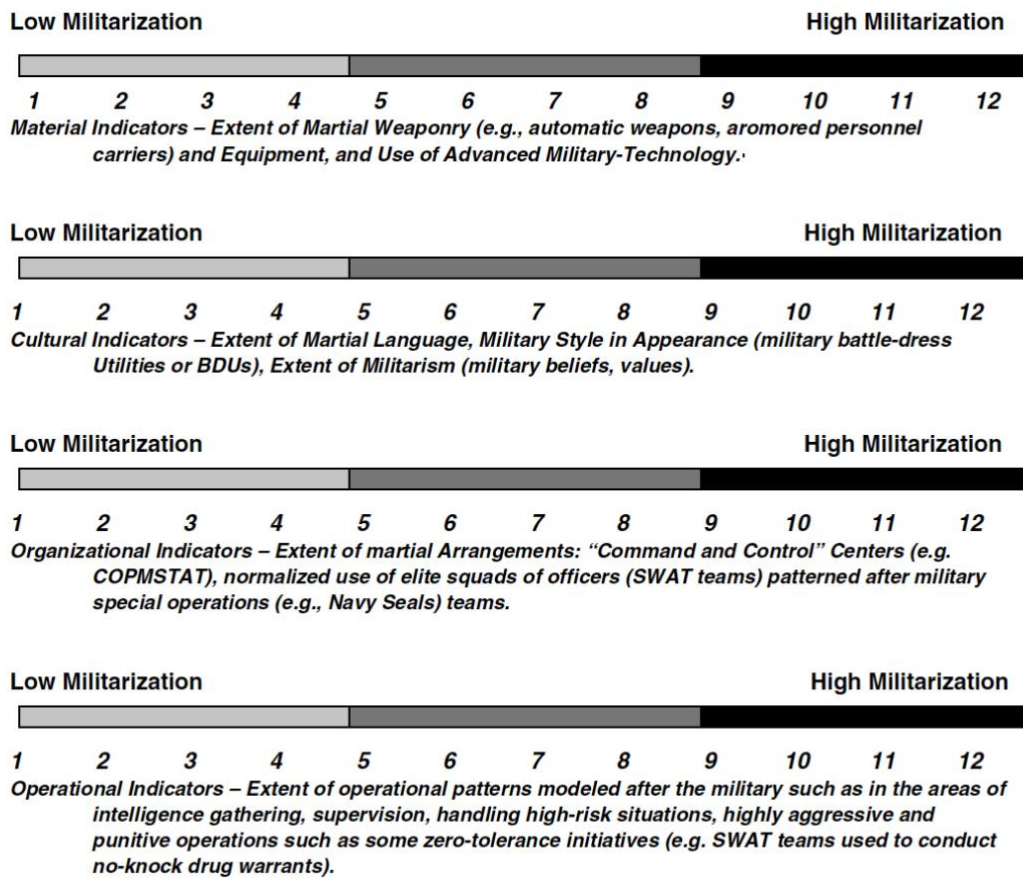 Low Militarization High Militarization
1 2 3 4 5 6 7 8 9 10 11 12
Material Indicators – Extent of Martial Weaponry (e.g., automatic weapons, aromored personnel
carriers) and Equipment, and Use of Advanced Military-Technology.
Low Militarization High Militarization
1 2 3 4 5 6 7 8 9 10 11 12
Cultural Indicators – Extent of Martial Language, Military Style in Appearance (military battle-dress
Utilities or BDUs), Extent of Militarism (military beliefs, values).
Low Militarization High Militarization
1 2 3 4 5 6 7 8 9 10 11 12
Organizational Indicators – Extent of martial Arrangements: “Command and Control” Centers (e.g.
COPMSTAT), normalized use of elite squads of officers (SWAT teams) patterned after military
special operations (e.g., Navy Seals) teams.
Low Militarization High Militarization
1 2 3 4 5 6 7 8 9 10 11 12
Operational Indicators – Extent of operational patterns modeled after the military such as in the areas of
intelligence gathering, supervision, handling high-risk situations, highly aggressive and
punitive operations such as some zero-tolerance initiatives (e.g. SWAT teams used to conduct
no-knock drug warrants).